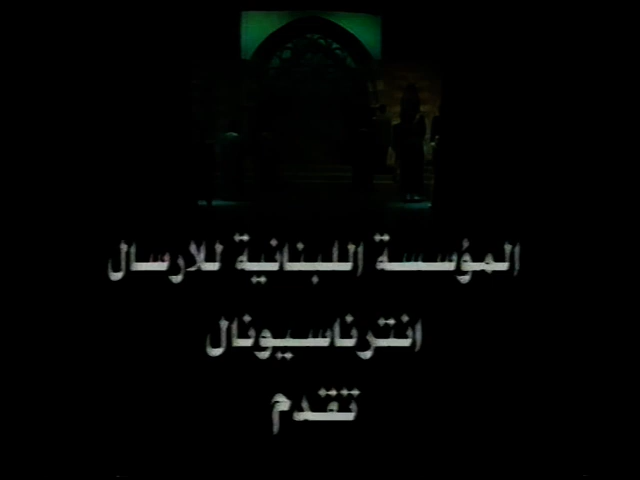 المؤسسة اللبنانية للارسال
انترناسيونال
تقدم